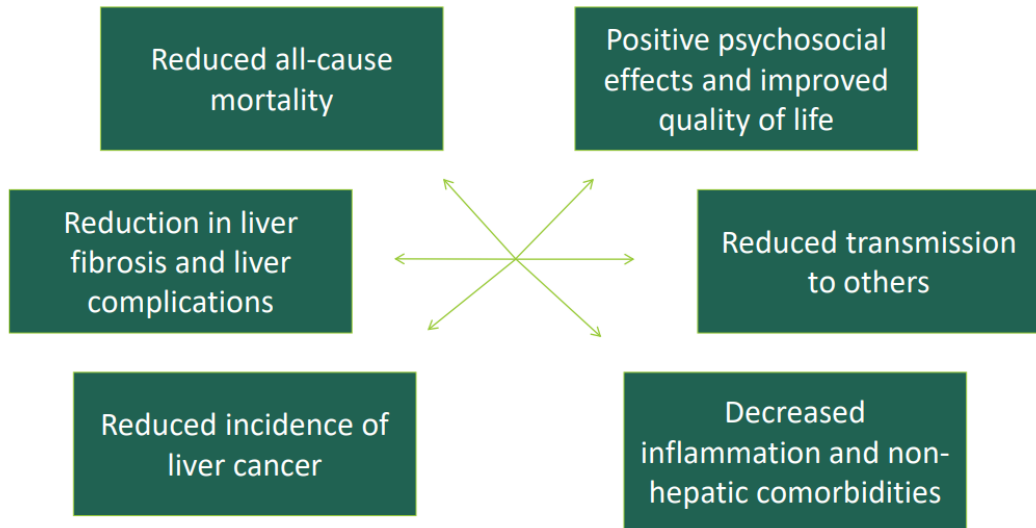 Reduced all-cause
mortality
Positive psychosocial
effects and improved
quality of life
Reduction in liver
fibrosis and liver
complications
Reduced transmission
to others
Reduced incidence of
liver cancer
Decreased
inflammation and non-
hepatic comorbidities